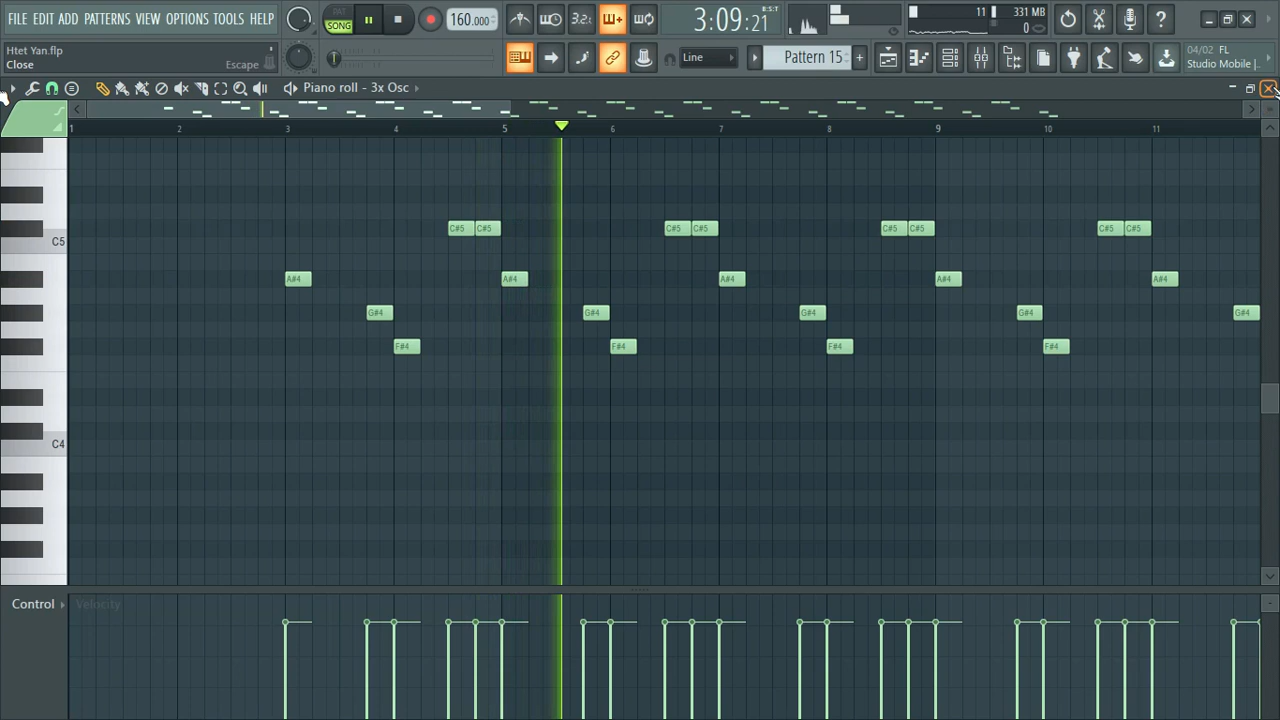 FILE EDIT ADD PATTERNS VIEW OPTIONS TOOLS HELP
PAT
SONG
160.000
3:09:21
B:S:T
11
331 MB
0
Htet Yan.flp
Close
Escape
Line
Pattern 15
04/02 FL
Studio Mobile |
Piano roll - 3x Osc
1 2 3 4 5 6 7 8 9 10 11
C#5 C#5 C#5 C#5 C#5 C#5 C#5 C#5
C5
A#4 A#4 A#4 A#4 A#4
G#4 G#4 G#4 G#4 G#4
F#4 F#4 F#4 F#4
C4
Control Velocity